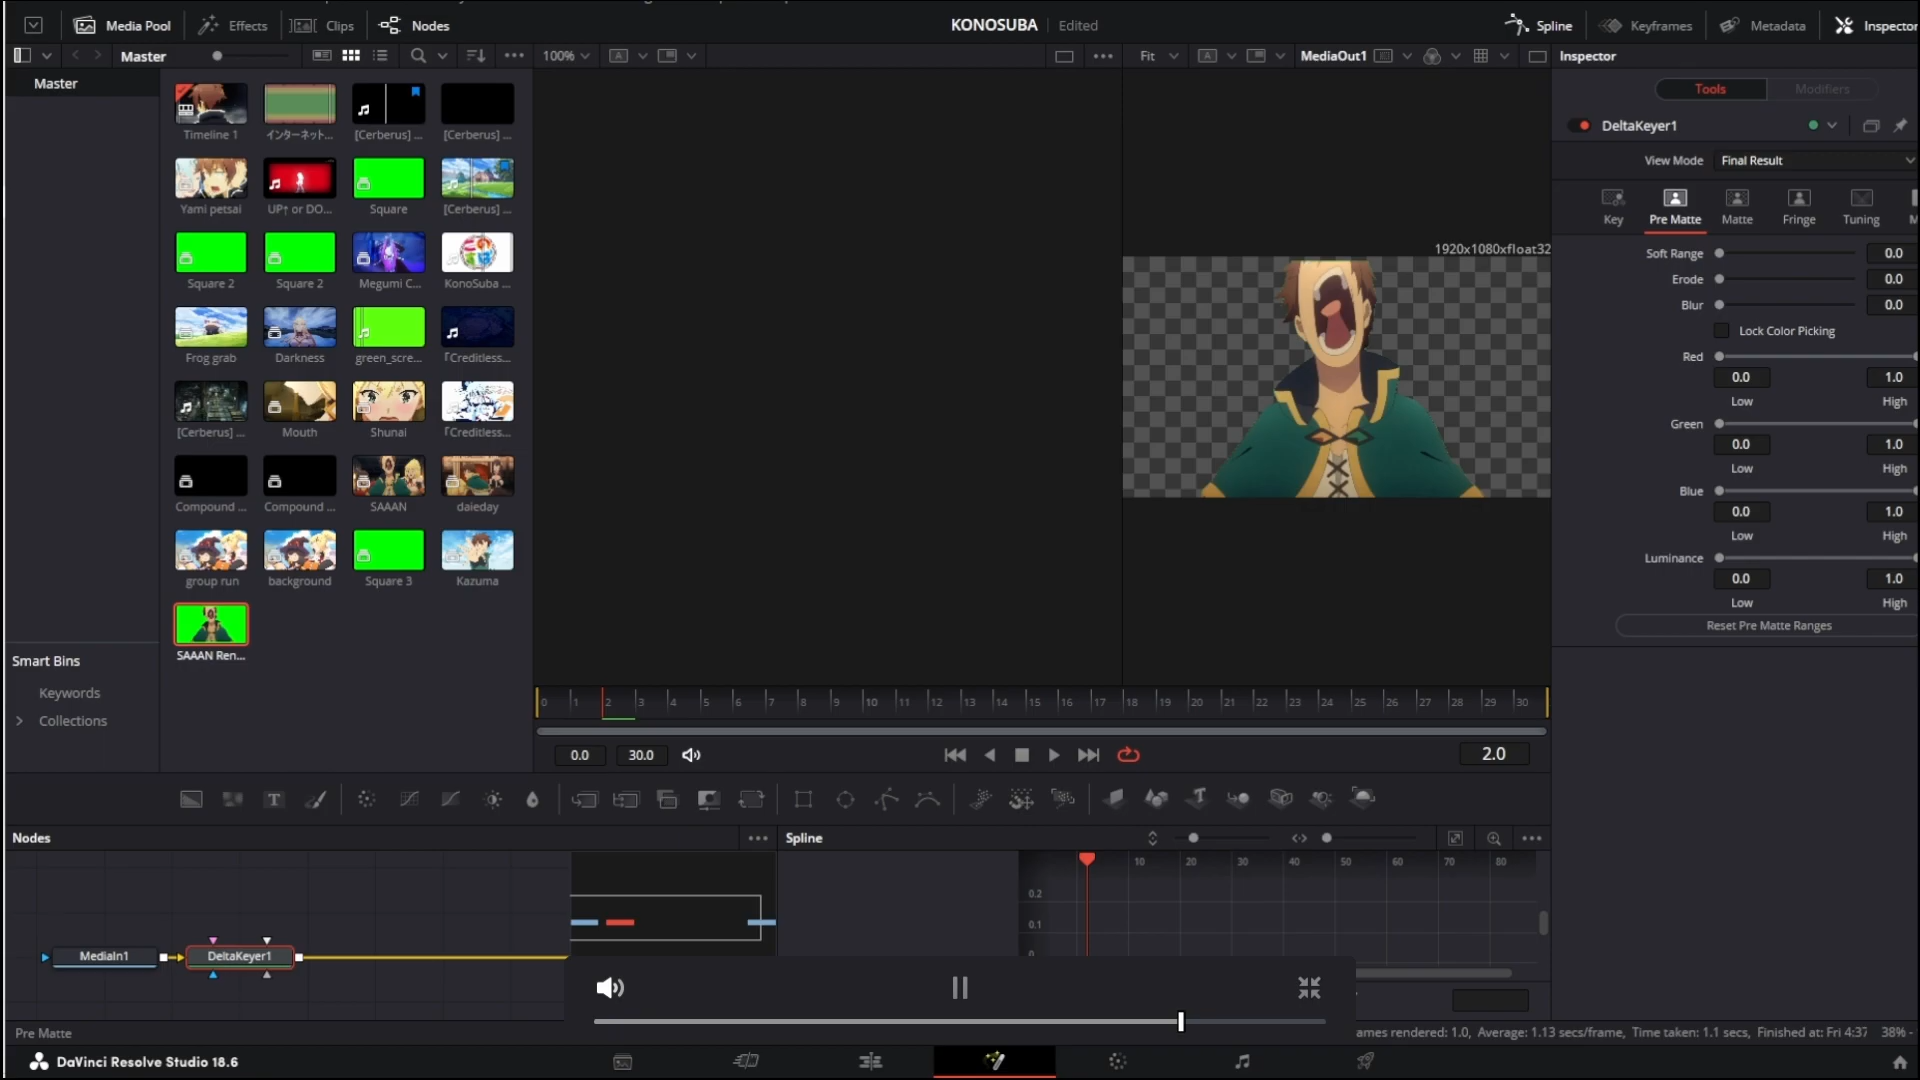 Media Pool
Effects
Clips
Nodes
KONOSUBA
Edited
Spline
Keyframes
Metadata
Inspector
Master
100%
Fit
MediaOut1
Inspector
Master
Tools
Modifiers
DeltaKeyer1
View Mode
Final Result
Key
Pre Matte
Matte
Fringe
Tuning
M
Timeline 1
インターネット...
[Cerberus] ...
[Cerberus] ...
Yami petsai
UP↑ or DO...
Square
[Cerberus] ...
Square 2
Square 2
Megumi C...
KonoSuba ...
Frog grab
Darkness
green_scre...
「Creditless...
[Cerberus] ...
Mouth
Shunai
「Creditless...
Compound ...
Compound ...
SAAAN
daieday
group run
background
Square 3
Kazuma
SAAAN Ren...
1920x1080xfloat32
Soft Range
0.0
Erode
0.0
Blur
0.0
Lock Color Picking
Red
0.0
1.0
Low
High
Green
0.0
1.0
Low
High
Blue
0.0
1.0
Low
High
Luminance
0.0
1.0
Low
High
Reset Pre Matte Ranges
Smart Bins
Keywords
Collections
0 1 2 3 4 5 6 7 8 9 10 11 12 13 14 15 16 17 18 19 20 21 22 23 24 25 26 27 28 29 30
0.0
30.0
2.0
Nodes
Spline
10 20 30 40 50 60 70 80
0.2
0.1
0
MediaIn1
DeltaKeyer1
Pre Matte
ames rendered: 1.0, Average: 1.13 secs/frame, Time taken: 1.1 secs, Finished at: Fri 4:37
38% -
DaVinci Resolve Studio 18.6